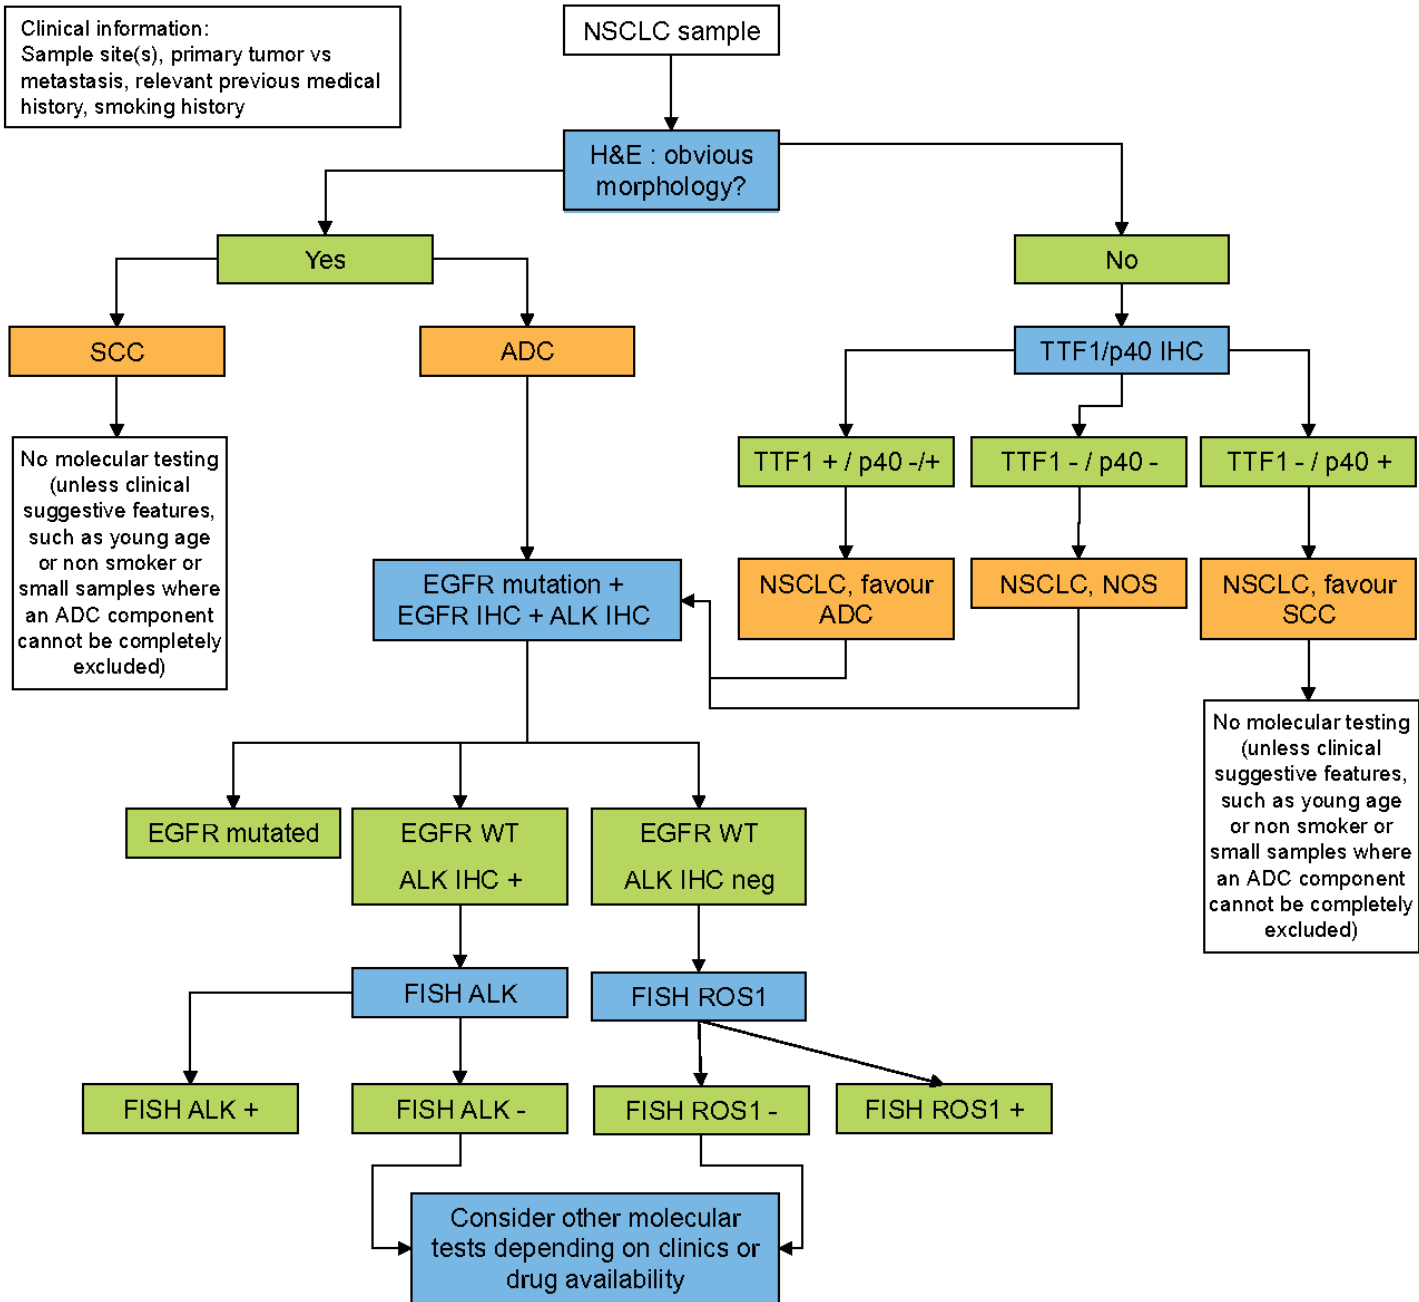 Clinical information:
Sample site(s), primary tumor vs
metastasis, relevant previous medical
history, smoking history
NSCLC sample
H&E : obvious
morphology?
Yes
No
SCC
ADC
TTF1/p40 IHC
No molecular testing
(unless clinical
suggestive features,
such as young age
or non smoker or
small samples where
an ADC component
cannot be completely
excluded)
TTF1 + / p40 -/+
TTF1 - / p40 -
TTF1 - / p40 +
EGFR mutation +
EGFR IHC + ALK IHC
NSCLC, favour
ADC
NSCLC, NOS
NSCLC, favour
SCC
No molecular testing
(unless clinical
suggestive features,
such as young age
or non smoker or
small samples where
an ADC component
cannot be completely
excluded)
EGFR mutated
EGFR WT
ALK IHC +
EGFR WT
ALK IHC neg
FISH ALK
FISH ROS1
FISH ALK +
FISH ALK -
FISH ROS1 -
FISH ROS1 +
Consider other molecular
tests depending on clinics or
drug availability